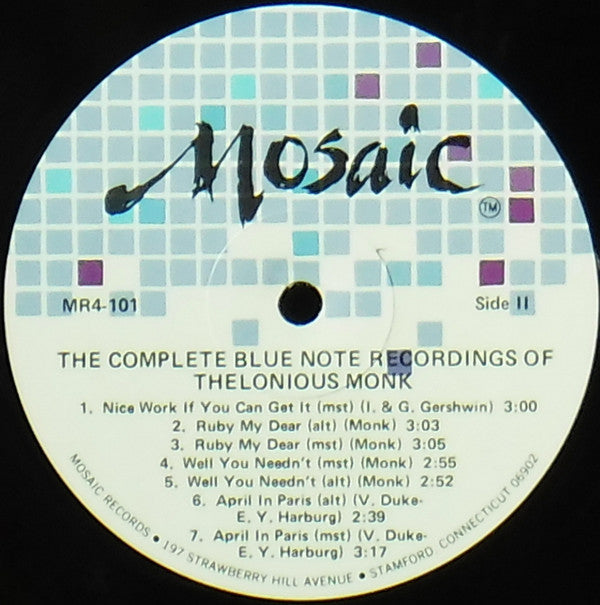 Mosaic
TM
MR4-101
Side II
THE COMPLETE BLUE NOTE RECORDINGS OF
THELONIOUS MONK
1. Nice Work If You Can Get It (mst) (I. & G. Gershwin) 3:00
2. Ruby My Dear (alt) (Monk) 3:03
3. Ruby My Dear (mst) (Monk) 3:05
4. Well You Needn't (mst) (Monk) 2:55
5. Well You Needn't (alt) (Monk) 2:52
6. April In Paris (alt) (V. Duke-
E. Y. Harburg) 2:39
7. April In Paris (mst) (V. Duke-
E. Y. Harburg) 3:17
MOSAIC RECORDS • 197 STRAWBERRY HILL AVENUE • STAMFORD CONNECTICUT 06902